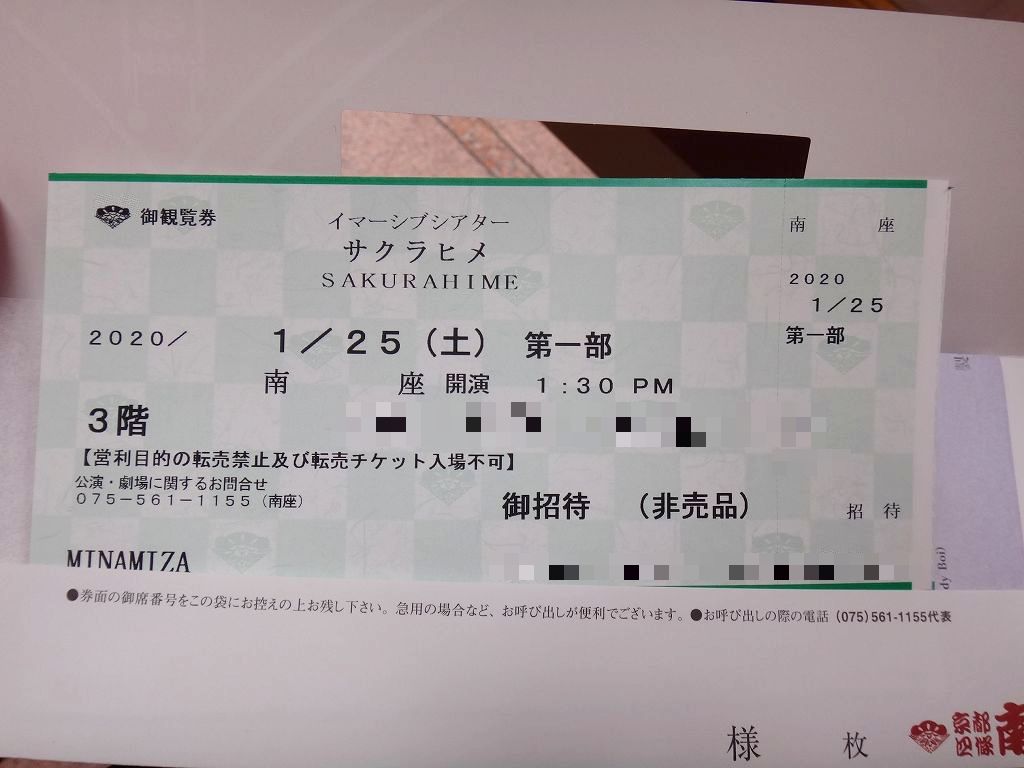 御観覧券
イマーシブシアター
サクラヒメ
SAKURAHIME
2020/ 1/25(土) 第一部
南座 開演 1:30 PM
3階
【営利目的の転売禁止及び転売チケット入場不可】
公演・劇場に関するお問合せ
075-561-1155(南座)
御招待 (非売品)
MINAMIZA
南座
2020
1/25
第一部
招待
dy Boi)
●券面の御席番号をこの袋にお控えの上お残し下さい。急用の場合など、お呼び出しが便利でございます。●お呼び出しの際の電話(075)561-1155代表
様 枚
京都
四條
南